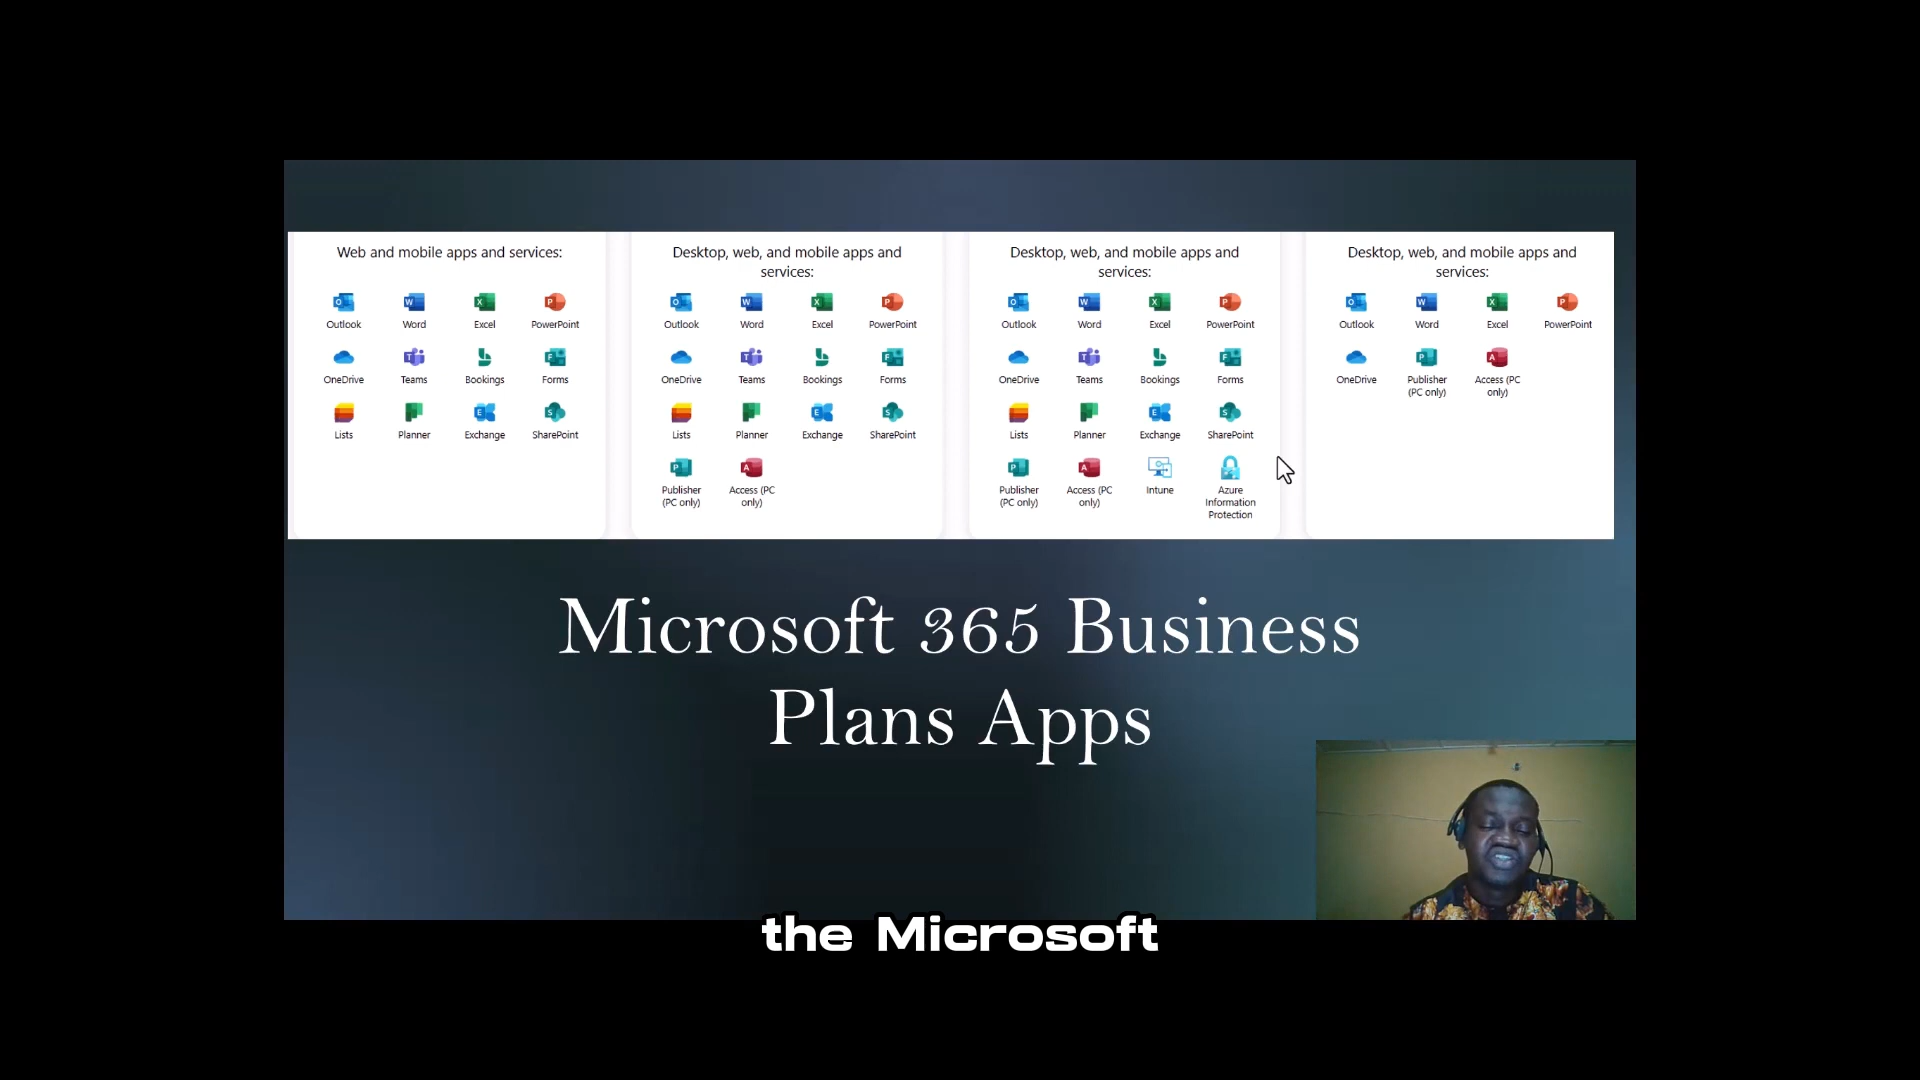 Web and mobile apps and services:
Outlook Word Excel PowerPoint
OneDrive Teams Bookings Forms
Lists Planner Exchange SharePoint
Desktop, web, and mobile apps and
services:
Outlook Word Excel PowerPoint
OneDrive Teams Bookings Forms
Lists Planner Exchange SharePoint
Publisher Access (PC
(PC only) only)
Desktop, web, and mobile apps and
services:
Outlook Word Excel PowerPoint
OneDrive Teams Bookings Forms
Lists Planner Exchange SharePoint
Publisher Access (PC Intune Azure
(PC only) only) Information
Protection
Desktop, web, and mobile apps and
services:
Outlook Word Excel PowerPoint
OneDrive Publisher Access (PC
(PC only) only)
Microsoft 365 Business
Plans Apps
the Microsoft